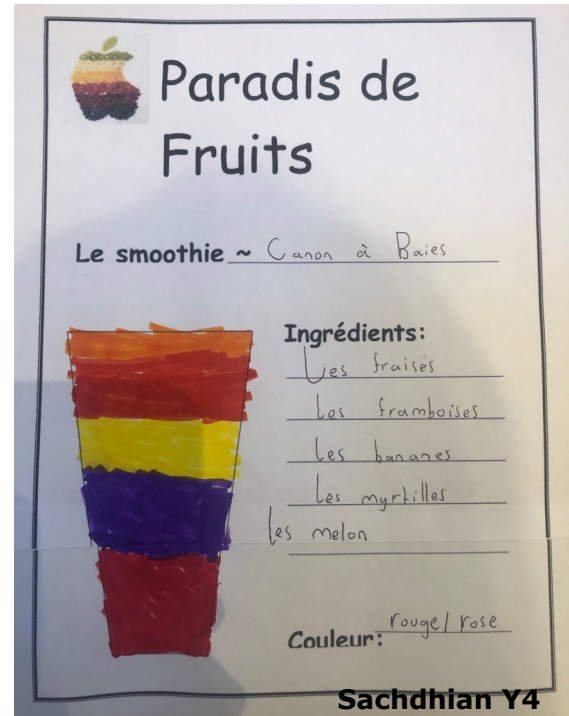 Paradis de
Fruits
Le smoothie ~ Canon à Baies
Ingrédients:
Les fraises
Les framboises
Les bananes
Les myrtilles
les melon
Couleur: rouge/rose
Sachdhian Y4